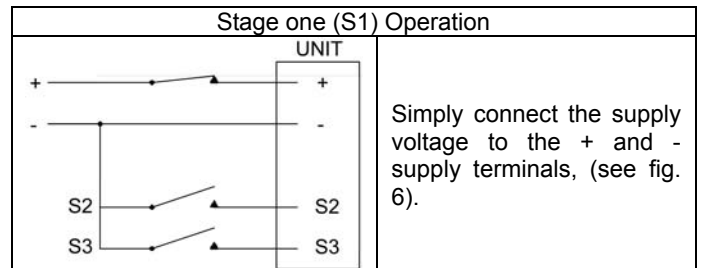 Stage one (S1) Operation
UNIT
+ +
- -
S2 S2
S3 S3
Simply connect the supply
voltage to the + and -
supply terminals, (see fig.
6).